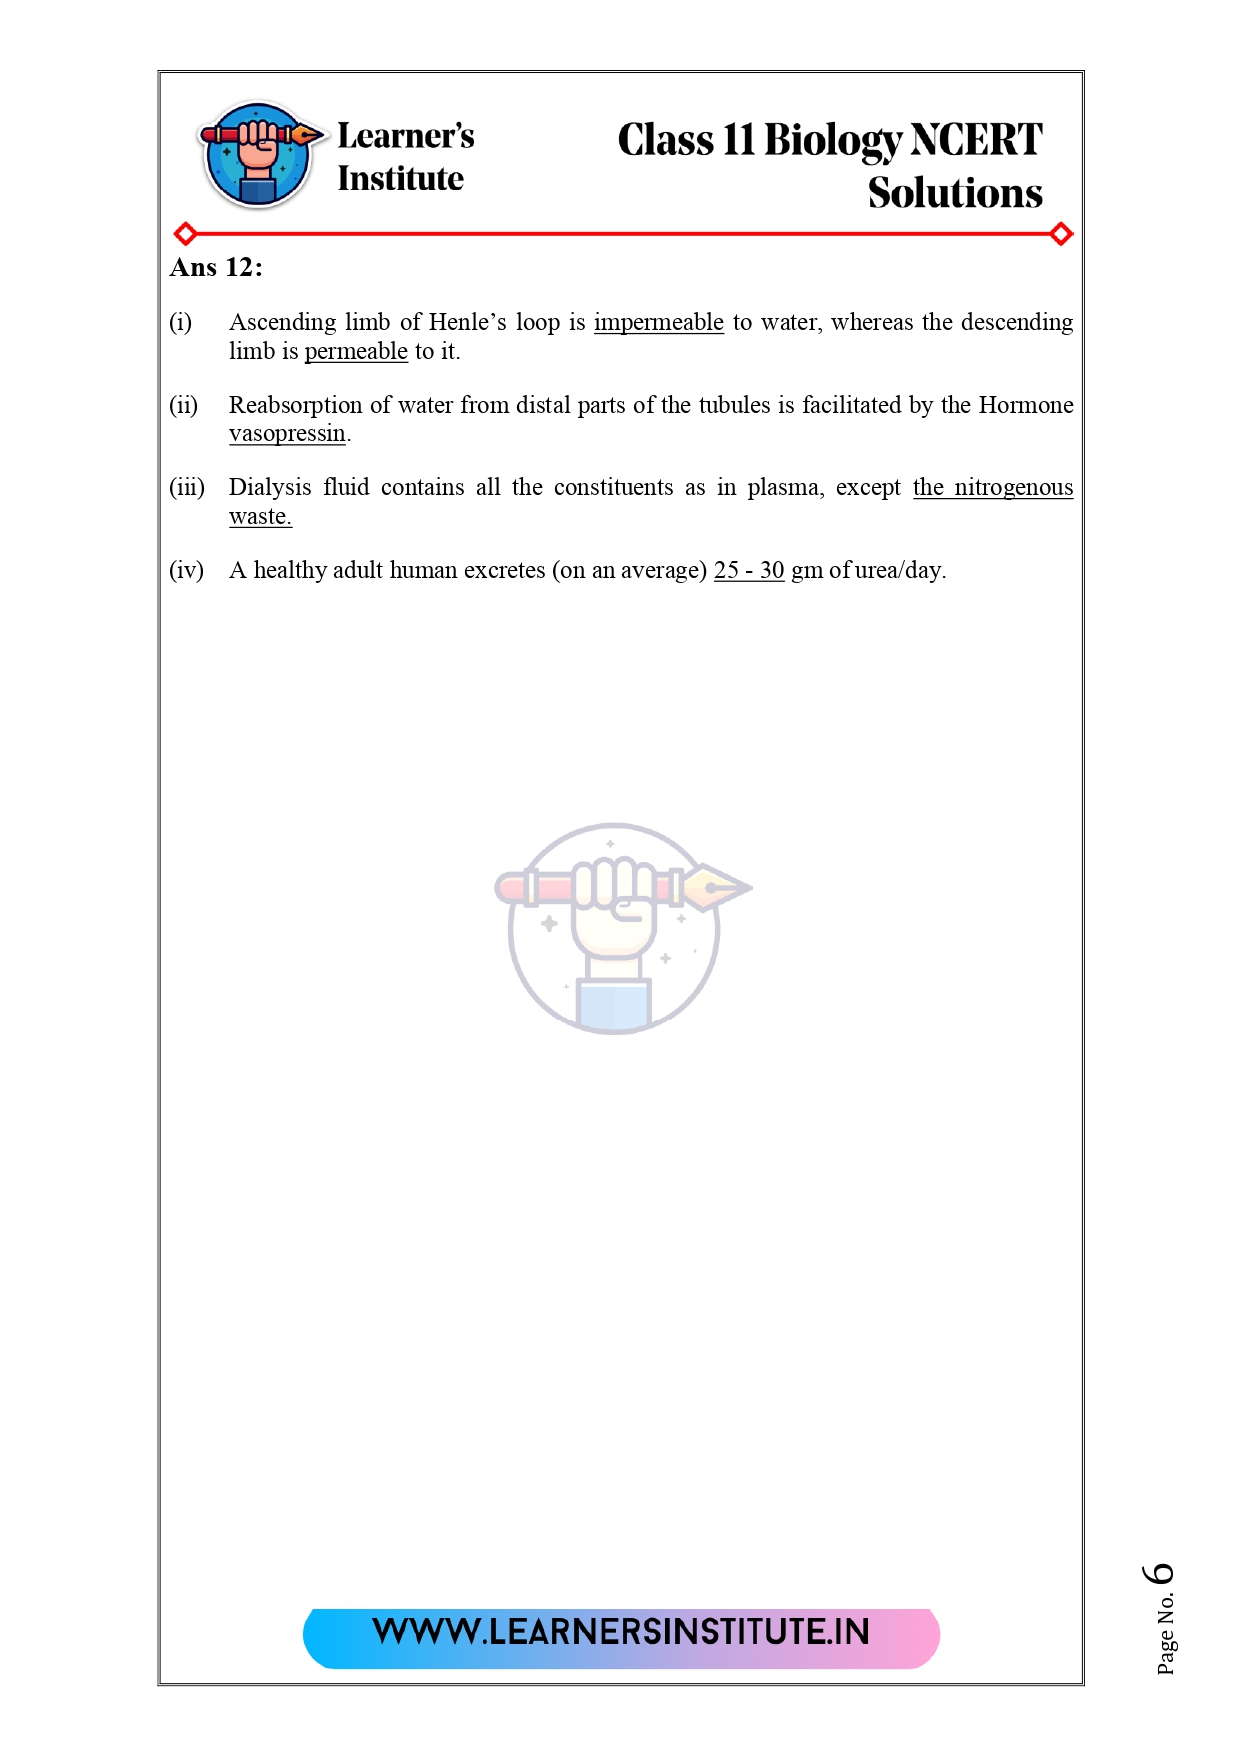 Learner's
Institute
Class 11 Biology NCERT
Solutions
Ans 12:
(i) Ascending limb of Henle’s loop is impermeable to water, whereas the descending
limb is permeable to it.
(ii) Reabsorption of water from distal parts of the tubules is facilitated by the Hormone
vasopressin.
(iii) Dialysis fluid contains all the constituents as in plasma, except the nitrogenous
waste.
(iv) A healthy adult human excretes (on an average) 25 - 30 gm of urea/day.
WWW.LEARNERSINSTITUTE.IN
Page No. 6